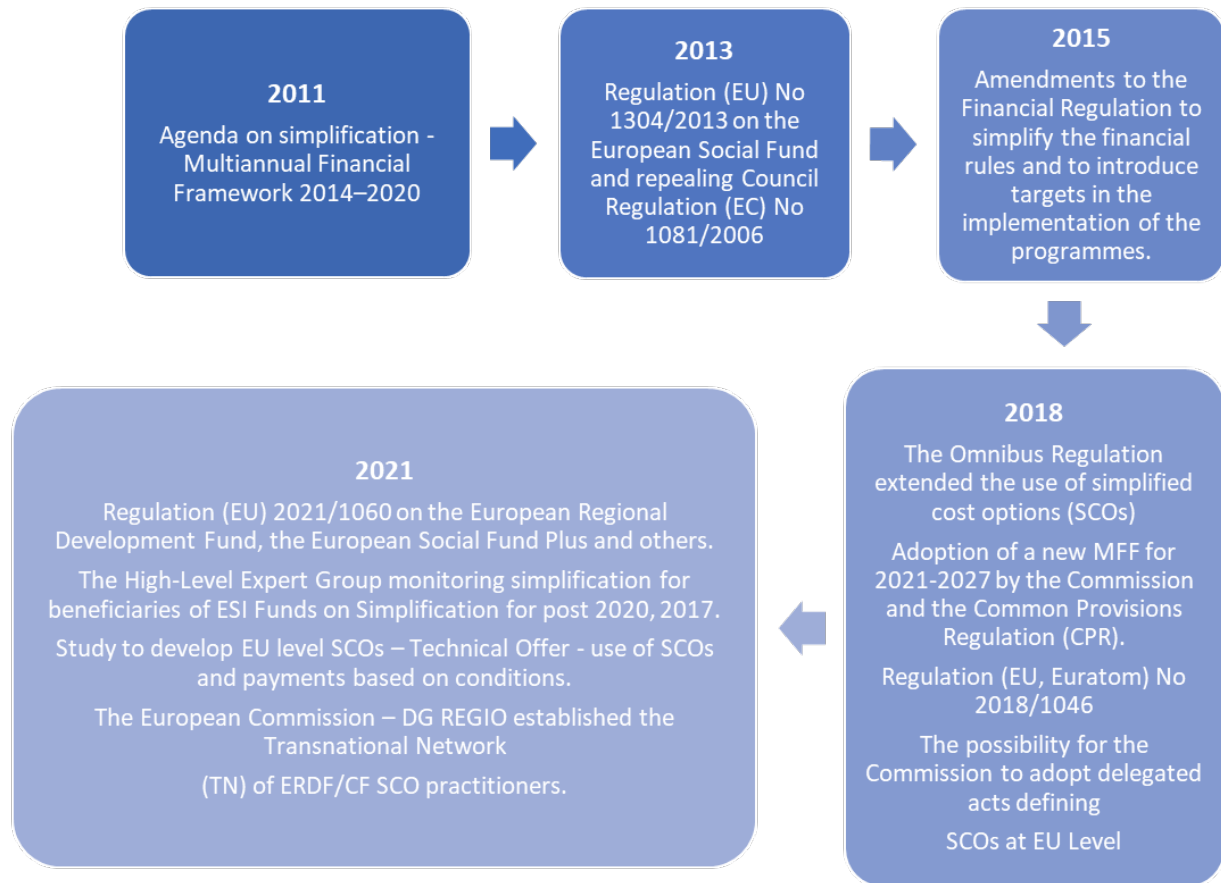 2011
Agenda on simplification -
Multiannual Financial
Framework 2014–2020
2013
Regulation (EU) No
1304/2013 on the
European Social Fund
and repealing Council
Regulation (EC) No
1081/2006
2015
Amendments to the
Financial Regulation to
simplify the financial
rules and to introduce
targets in the
implementation of the
programmes.
2018
The Omnibus Regulation
extended the use of simplified
cost options (SCOs)
Adoption of a new MFF for
2021-2027 by the Commission
and the Common Provisions
Regulation (CPR).
Regulation (EU, Euratom) No
2018/1046
The possibility for the
Commission to adopt delegated
acts defining
SCOs at EU Level
2021
Regulation (EU) 2021/1060 on the European Regional
Development Fund, the European Social Fund Plus and others.
The High-Level Expert Group monitoring simplification for
beneficiaries of ESI Funds on Simplification for post 2020, 2017.
Study to develop EU level SCOs – Technical Offer - use of SCOs
and payments based on conditions.
The European Commission – DG REGIO established the
Transnational Network
(TN) of ERDF/CF SCO practitioners.